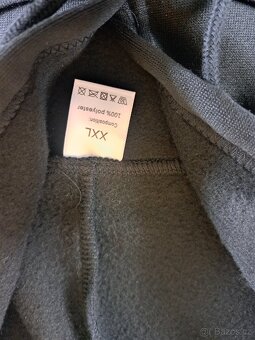 XXL
Composition:
100% polyester
Bazos.cz